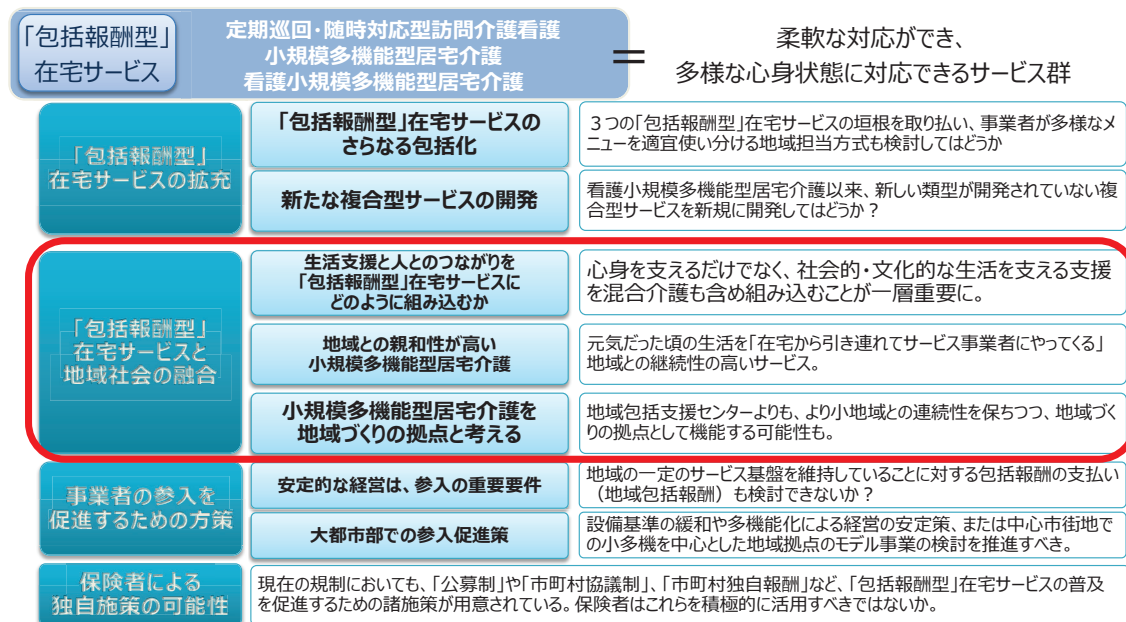 「包括報酬型」
在宅サービス
定期巡回・随時対応型訪問介護看護
小規模多機能型居宅介護
看護小規模多機能型居宅介護
＝
柔軟な対応ができ、
多様な心身状態に対応できるサービス群
「包括報酬型」
在宅サービスの拡充
「包括報酬型」在宅サービスの
さらなる包括化
３つの「包括報酬型」在宅サービスの垣根を取り払い、事業者が多様なメ
ニューを適宜使い分ける地域担当方式も検討してはどうか
新たな複合型サービスの開発
看護小規模多機能型居宅介護以来、新しい類型が開発されていない複
合型サービスを新規に開発してはどうか？
「包括報酬型」
在宅サービスと
地域社会の融合
生活支援と人とのつながりを
「包括報酬型」在宅サービスに
どのように組み込むか
心身を支えるだけでなく、社会的・文化的な生活を支える支援
を混合介護も含め組み込むことが一層重要に。
地域との親和性が高い
小規模多機能型居宅介護
元気だった頃の生活を「在宅から引き連れてサービス事業者にやってくる」
地域との継続性の高いサービス。
小規模多機能型居宅介護を
地域づくりの拠点と考える
地域包括支援センターよりも、より小地域との連続性を保ちつつ、地域づく
りの拠点として機能する可能性も。
事業者の参入を
促進するための方策
安定的な経営は、参入の重要要件
地域の一定のサービス基盤を維持していることに対する包括報酬の支払い
（地域包括報酬）も検討できないか？
大都市部での参入促進策
設備基準の緩和や多機能化による経営の安定策、または中心市街地で
の小多機を中心とした地域拠点のモデル事業の検討を推進すべき。
保険者による
独自施策の可能性
現在の規制においても、「公募制」や「市町村協議制」、「市町村独自報酬」など、「包括報酬型」在宅サービスの普及
を促進するための諸施策が用意されている。保険者はこれらを積極的に活用すべきではないか。